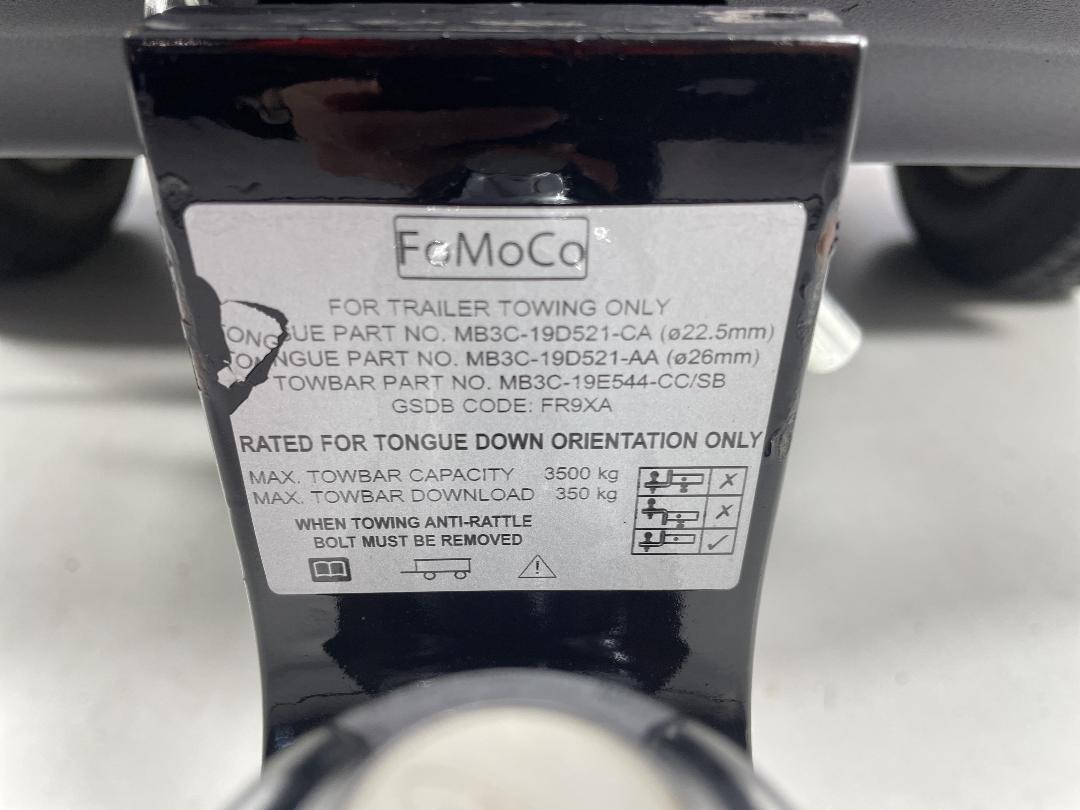 FoMoCo
FOR TRAILER TOWING ONLY
TONGUE PART NO. MB3C-19D521-CA (ø22.5mm)
TONGUE PART NO. MB3C-19D521-AA (ø26mm)
TOWBAR PART NO. MB3C-19E544-CC/SB
GSDB CODE: FR9XA
RATED FOR TONGUE DOWN ORIENTATION ONLY
MAX. TOWBAR CAPACITY 3500 kg
MAX. TOWBAR DOWNLOAD 350 kg
WHEN TOWING ANTI-RATTLE
BOLT MUST BE REMOVED